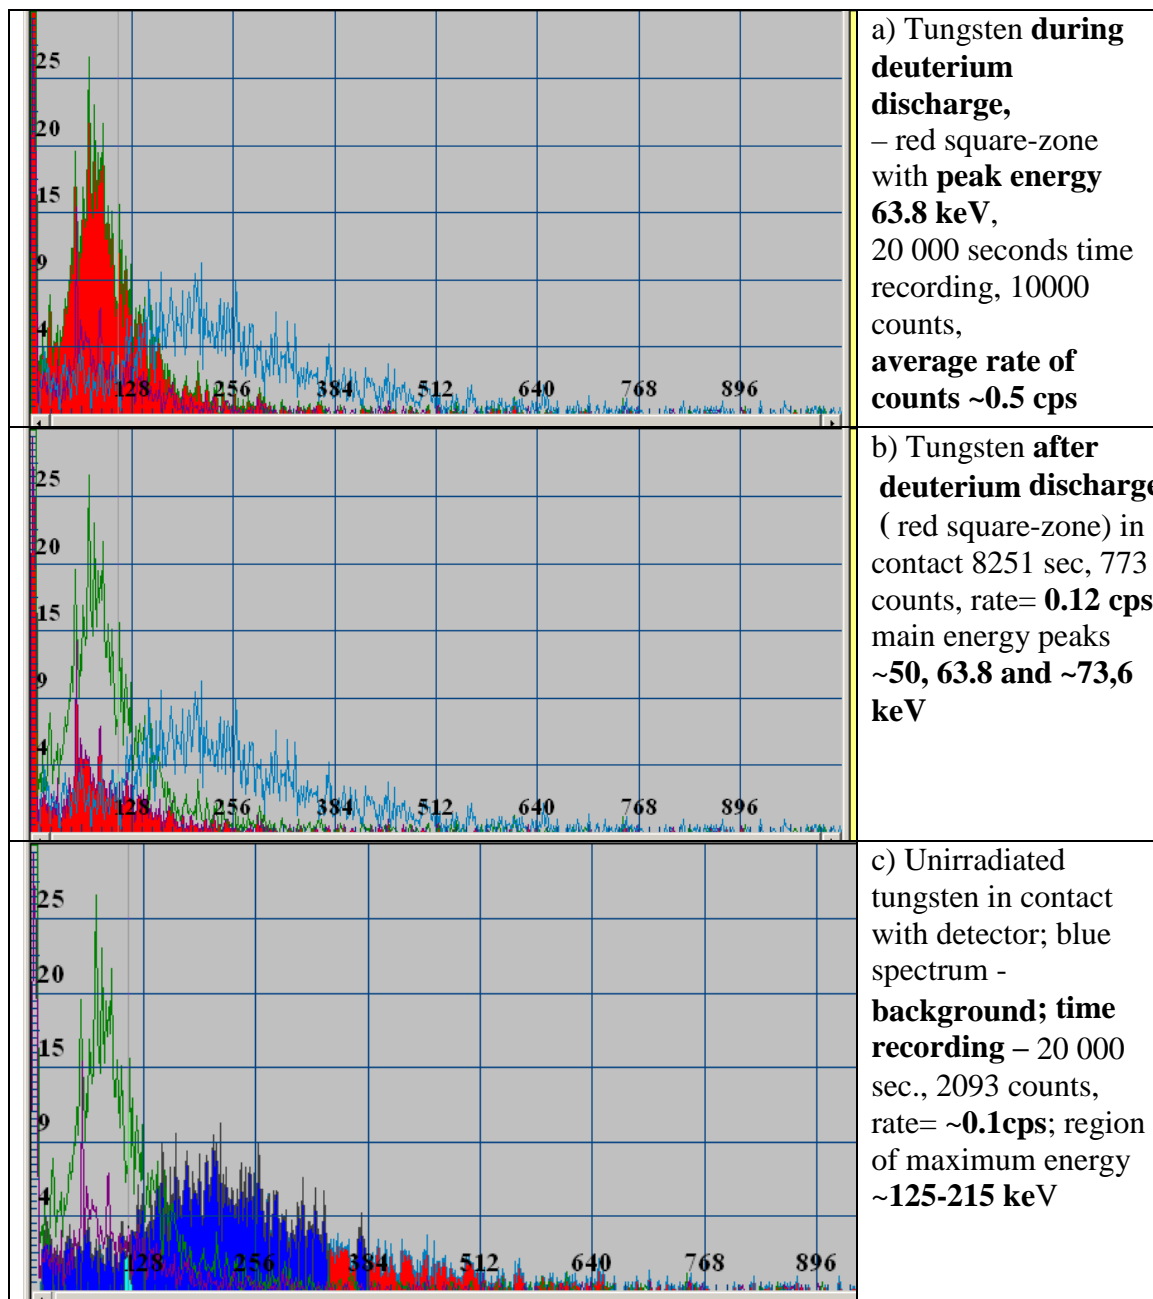 25
20
15
9
4
128 256 384 512 640 768 896
a) Tungsten during
deuterium
discharge,
– red square-zone
with peak energy
63.8 keV,
20 000 seconds time
recording, 10000
counts,
average rate of
counts ~0.5 cps
25
20
15
9
4
128 256 384 512 640 768 896
b) Tungsten after
deuterium discharge
( red square-zone) in
contact 8251 sec, 773
counts, rate= 0.12 cps
main energy peaks
~50, 63.8 and ~73,6
keV
25
20
15
9
4
128 256 384 512 640 768 896
c) Unirradiated
tungsten in contact
with detector; blue
spectrum -
background; time
recording – 20 000
sec., 2093 counts,
rate= ~0.1cps; region
of maximum energy
~125-215 keV